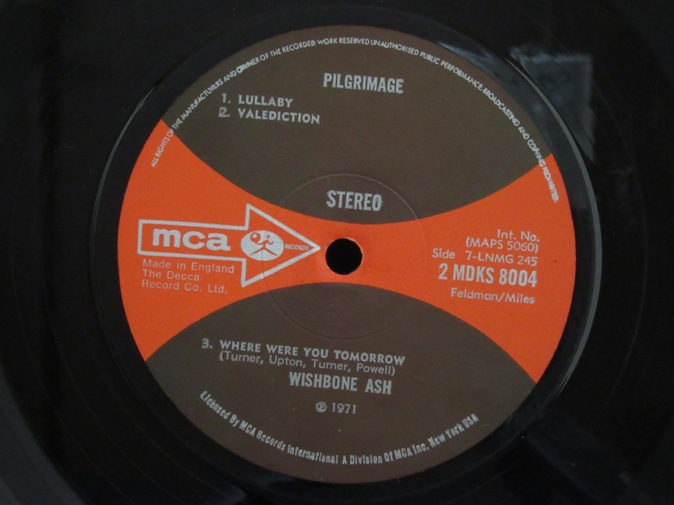 ALL RIGHTS OF THE MANUFACTURERS AND OWNER OF THE RECORDED WORK RESERVED UNAUTHORISED PUBLIC PERFORMANCE BROADCASTING AND COPYING PROHIBITED.
PILGRIMAGE
1. LULLABY
2. VALEDICTION
STEREO
mca RECORDS
Made in England
The Decca
Record Co. Ltd.
Int. No.
(MAPS 5060)
Side 7-LNMG 245
2 MDKS 8004
Feldman/Miles
3. WHERE WERE YOU TOMORROW
(Turner, Upton, Turner, Powell)
WISHBONE ASH
℗ 1971
Licensed By MCA Records International A Division Of MCA Inc. New York USA